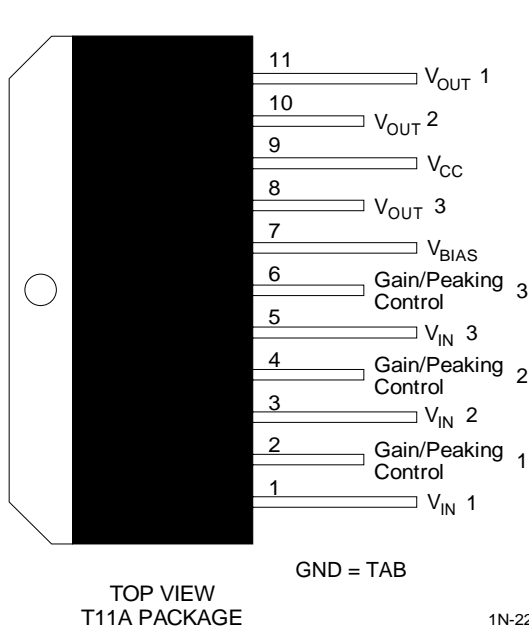 11
V_OUT 1
10
V_OUT 2
9
V_CC
8
V_OUT 3
7
V_BIAS
6
Gain/Peaking
Control 3
5
V_IN 3
4
Gain/Peaking
Control 2
3
V_IN 2
2
Gain/Peaking
Control 1
1
V_IN 1
GND = TAB
TOP VIEW
T11A PACKAGE
1N-22